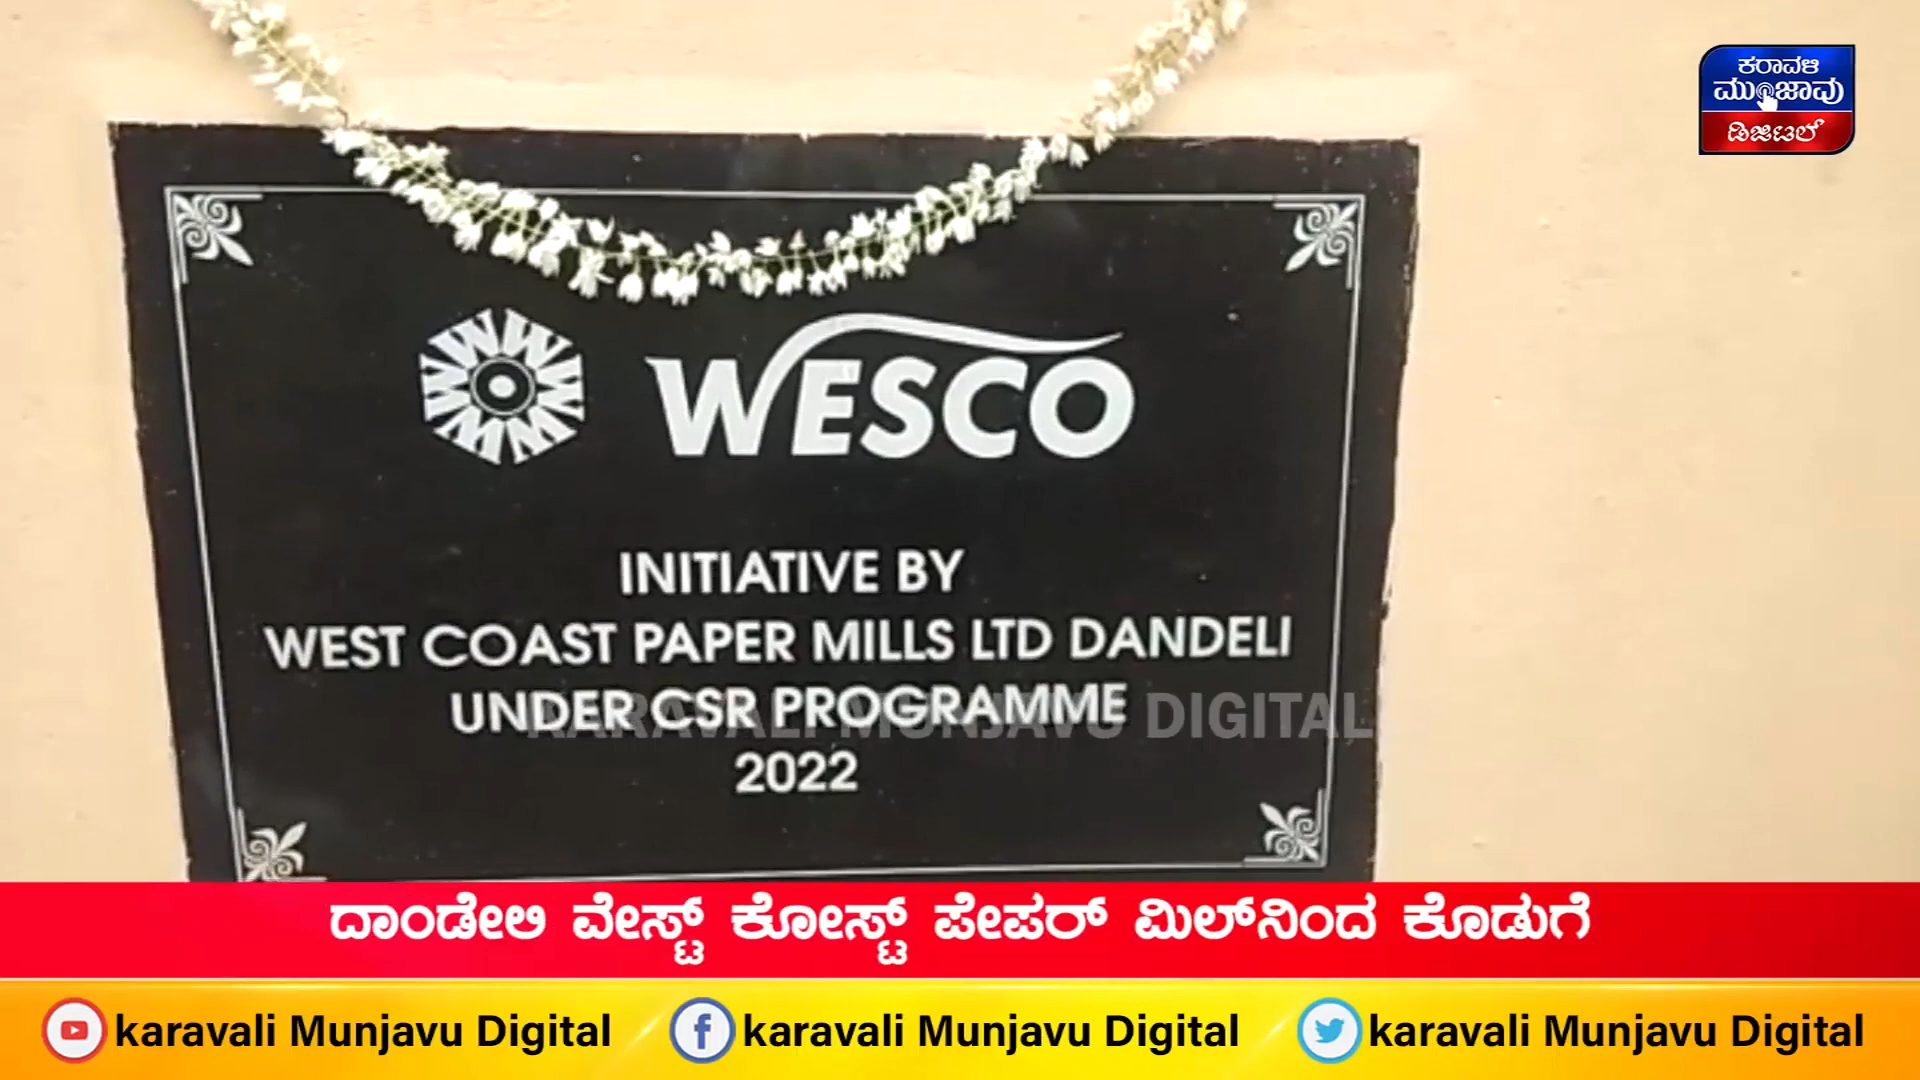 ಕರಾವಳಿ
ಮುಂಜಾವು
ಡಿಜಿಟಲ್
WESCO
INITIATIVE BY
WEST COAST PAPER MILLS LTD DANDELI
UNDER CSR PROGRAMME
KARAVALI MUNJAVU DIGITAL
2022
ದಾಂಡೇಲಿ ವೇಸ್ಟ್ ಕೋಸ್ಟ್ ಪೇಪರ್ ಮಿಲ್‌ನಿಂದ ಕೊಡುಗೆ
karavali Munjavu Digital karavali Munjavu Digital karavali Munjavu Digital